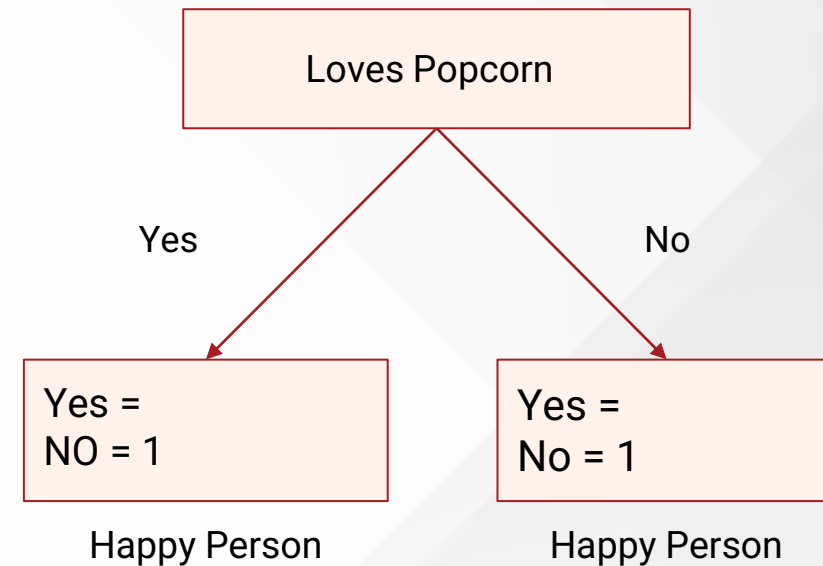 Loves Popcorn
Yes
No
Yes =
NO = 1
Yes =
No = 1
Happy Person
Happy Person